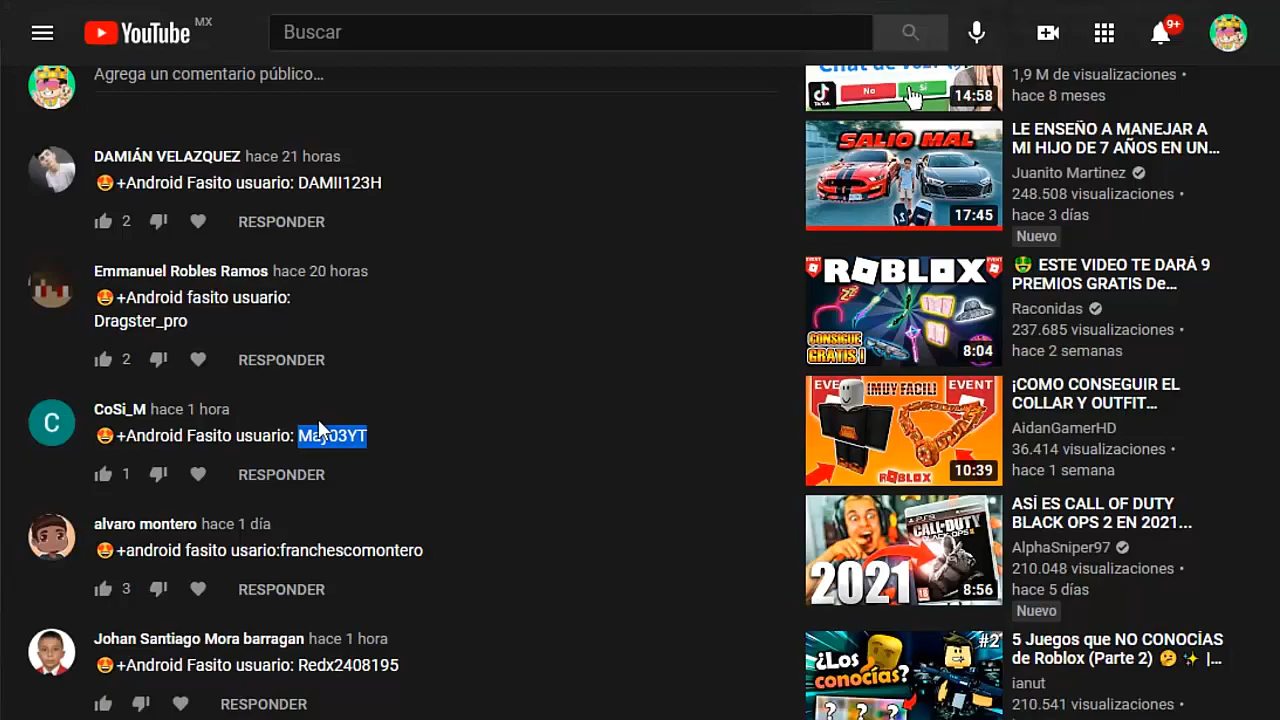 YouTube MX
Buscar
9+
Agrega un comentario público...
DAMIÁN VELAZQUEZ hace 21 horas
🤩+Android Fasito usuario: DAMII123H
2
RESPONDER
Emmanuel Robles Ramos hace 20 horas
🤩+Android fasito usuario:
Dragster_pro
2
RESPONDER
CoSi_M hace 1 hora
C
🤩+Android Fasito usuario:
1
RESPONDER
alvaro montero hace 1 día
🤩+android fasito usario:franchescomontero
3
RESPONDER
Johan Santiago Mora barragan hace 1 hora
🤩+Android Fasito usuario: Redx2408195
RESPONDER
TikTok
No
Sí
14:58
1,9 M de visualizaciones •
hace 8 meses
SALIO MAL
17:45
LE ENSEÑO A MANEJAR A
MI HIJO DE 7 AÑOS EN UN...
Juanito Martinez
248.508 visualizaciones •
hace 3 días
Nuevo
EVENT
ROBLOX
EVENT
CONSIGUE
GRATIS !
8:04
🤑 ESTE VIDEO TE DARÁ 9
PREMIOS GRATIS De...
Raconidas
237.685 visualizaciones •
hace 2 semanas
¡MUY FACIL!
EVENT
ROBLOX
10:39
¡COMO CONSEGUIR EL
COLLAR Y OUTFIT...
AidanGamerHD
36.414 visualizaciones •
hace 1 semana
PS3
CALL OF DUTY
BLACK OPS II
2021
8:56
ASÍ ES CALL OF DUTY
BLACK OPS 2 EN 2021...
AlphaSniper97
210.048 visualizaciones •
hace 5 días
Nuevo
#2
¿Los
conocías?
? ? ?
5 Juegos que NO CONOCÍAS
de Roblox (Parte 2) 🤔 ✨ |...
ianut
210.541 visualizaciones •